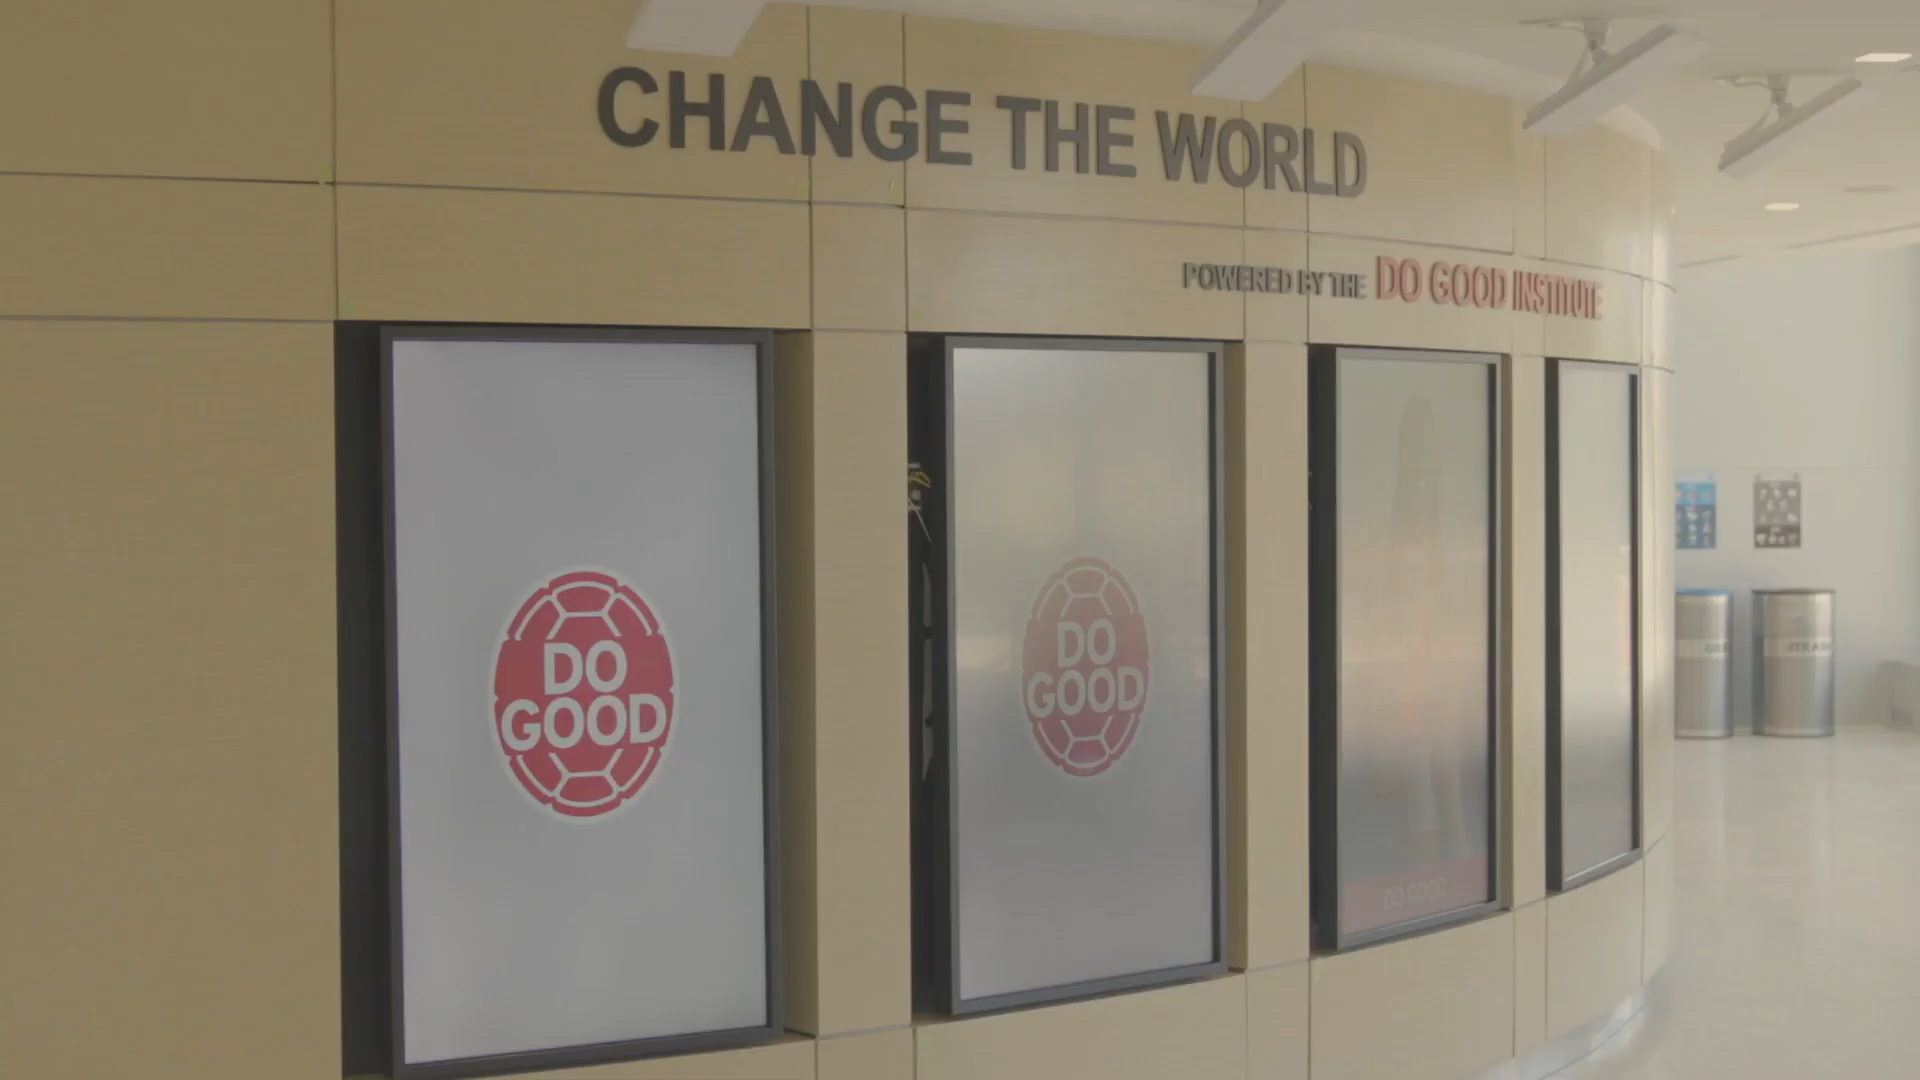 CHANGE THE WORLD
POWERED BY THE DO GOOD INSTITUTE
DO
GOOD
DO
GOOD
DO GOOD